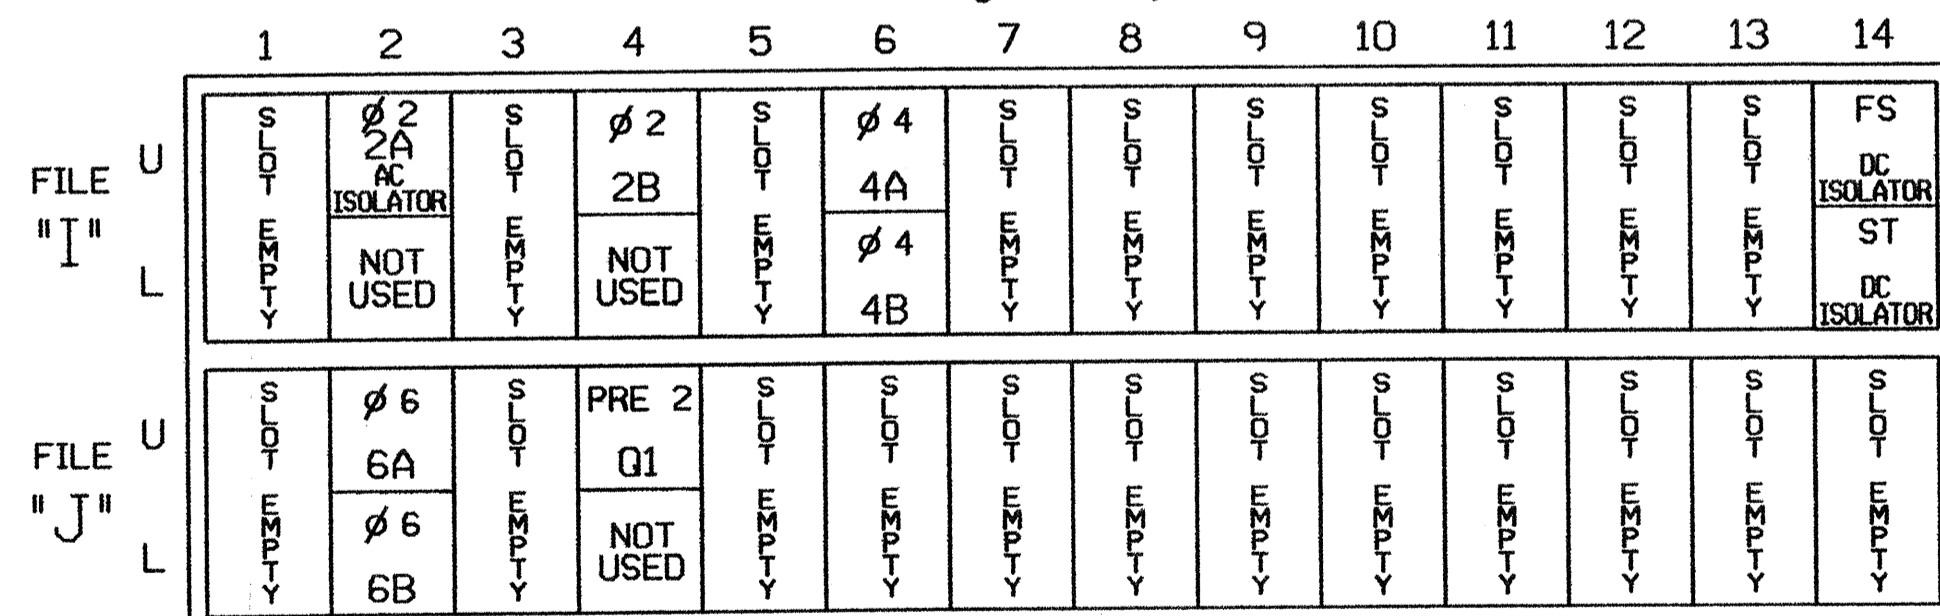 1 2 3 4 5 6 7 8 9 10 11 12 13 14
FILE "I"
U
L
SLOT EMPTY
Ø 2
2A
AC
ISOLATOR
NOT
USED
SLOT EMPTY
Ø 2
2B
NOT
USED
SLOT EMPTY
Ø 4
4A
Ø 4
4B
SLOT EMPTY
SLOT EMPTY
SLOT EMPTY
SLOT EMPTY
SLOT EMPTY
SLOT EMPTY
SLOT EMPTY
FS
DC
ISOLATOR
ST
DC
ISOLATOR
FILE "J"
U
L
SLOT EMPTY
Ø 6
6A
Ø 6
6B
SLOT EMPTY
PRE 2
Q1
NOT
USED
SLOT EMPTY
SLOT EMPTY
SLOT EMPTY
SLOT EMPTY
SLOT EMPTY
SLOT EMPTY
SLOT EMPTY
SLOT EMPTY
SLOT EMPTY
SLOT EMPTY